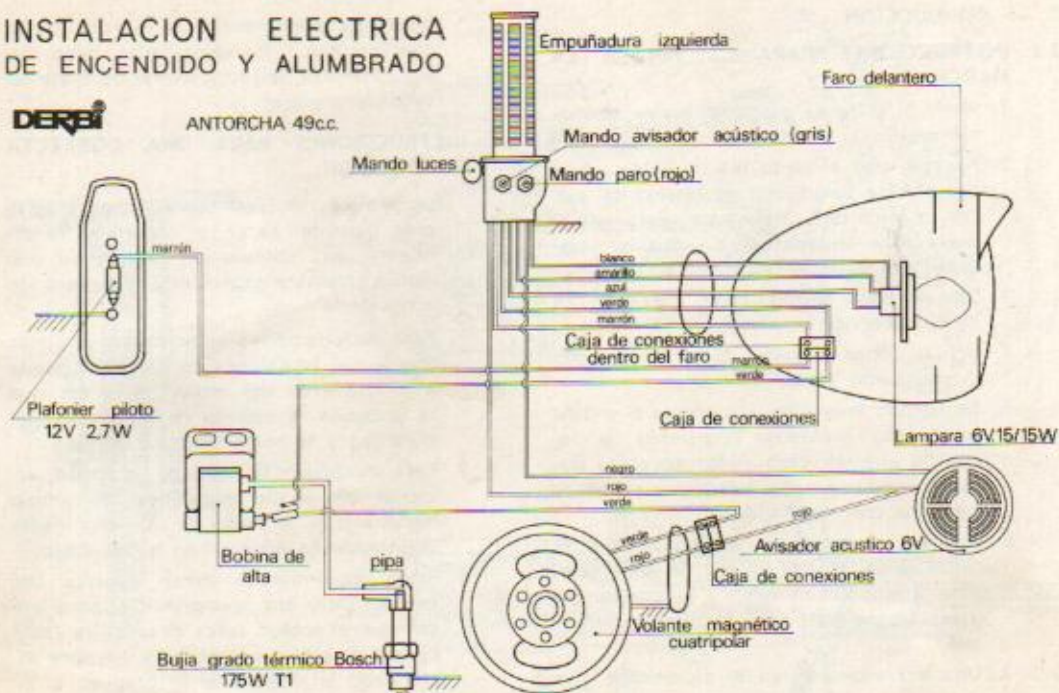 INSTALACION ELECTRICA
DE ENCENDIDO Y ALUMBRADO
DERBI
ANTORCHA 49c.c.
Empuñadura izquierda
Faro delantero
Mando avisador acústico (gris)
Mando luces
Mando paro (rojo)
marrón
blanco
amarillo
azul
verde
marrón
Caja de conexiones
dentro del faro
marrón
verde
Plafonier piloto
12V 2,7W
Caja de conexiones
Lampara 6V.15/15W
negro
rojo
verde
verde
rojo
rojo
Avisador acustico 6V
Bobina de
alta
pipa
Caja de conexiones
Volante magnético
cuatripolar
Bujia grado térmico Bosch
175W T1